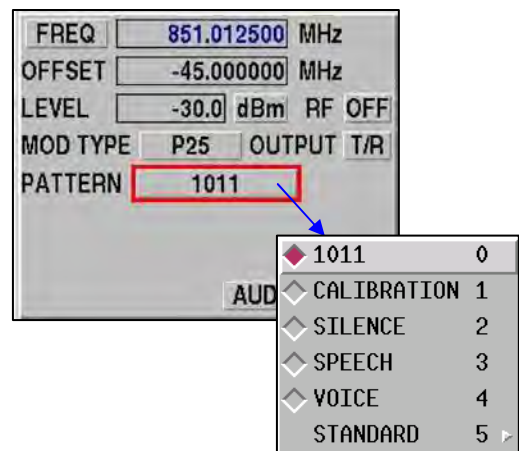 FREQ 851.012500 MHz
OFFSET -45.000000 MHz
LEVEL -30.0 dBm RF OFF
MOD TYPE P25 OUTPUT T/R
PATTERN 1011
AUD
1011 0
CALIBRATION 1
SILENCE 2
SPEECH 3
VOICE 4
STANDARD 5